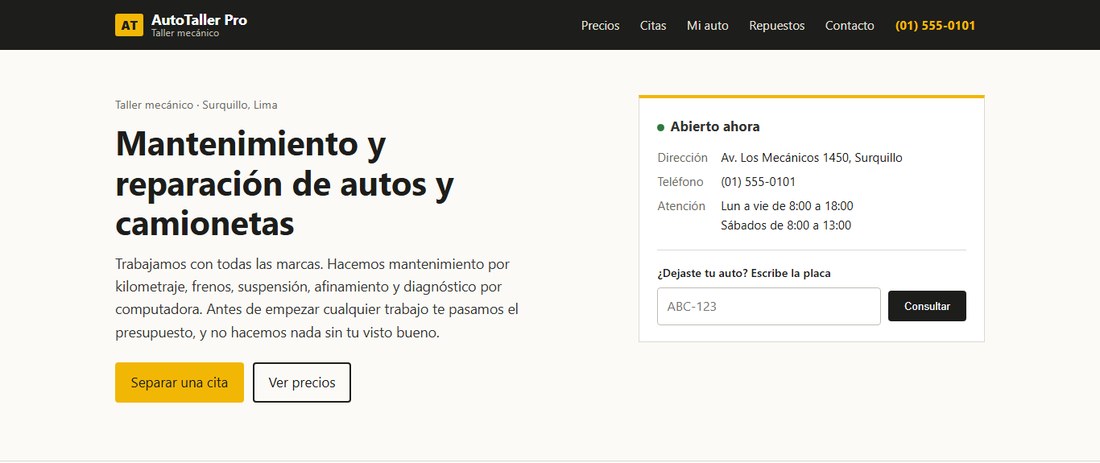 AT
AutoTaller Pro
Taller mecánico
Precios Citas Mi auto Repuestos Contacto (01) 555-0101
Taller mecánico · Surquillo, Lima
Mantenimiento y
reparación de autos y
camionetas
Trabajamos con todas las marcas. Hacemos mantenimiento por
kilometraje, frenos, suspensión, afinamiento y diagnóstico por
computadora. Antes de empezar cualquier trabajo te pasamos el
presupuesto, y no hacemos nada sin tu visto bueno.
Separar una cita
Ver precios
Abierto ahora
Dirección Av. Los Mecánicos 1450, Surquillo
Teléfono (01) 555-0101
Atención Lun a vie de 8:00 a 18:00
Sábados de 8:00 a 13:00
¿Dejaste tu auto? Escribe la placa
ABC-123
Consultar